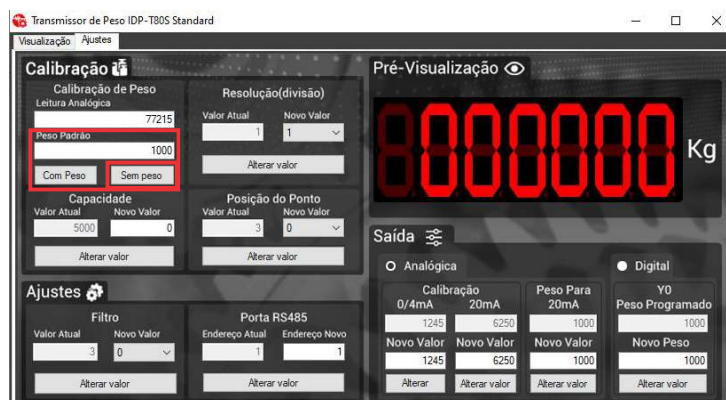 Transmissor de Peso IDP-T80S Standard
Visualização Ajustes
Calibração
Calibração de Peso
Leitura Analógica
77215
Peso Padrão
1000
Com Peso Sem peso
Resolução(divisão)
Valor Atual Novo Valor
1 1
Alterar valor
Capacidade
Valor Atual Novo Valor
5000 0
Alterar valor
Posição do Ponto
Valor Atual Novo Valor
3 0
Alterar valor
Ajustes
Filtro
Valor Atual Novo Valor
3 0
Alterar valor
Porta RS485
Endereço Atual Endereço Novo
1 1
Alterar valor
Pré-Visualização
000000 Kg
Saída
Analógica
Calibração
0/4mA 20mA
1245 6250
Novo Valor Novo Valor
1245 6250
Alterar Alterar valor
Peso Para
20mA
1000
Novo Valor
1000
Alterar valor
Digital
Y0
Peso Programado
1000
Novo Peso
1000
Alterar valor